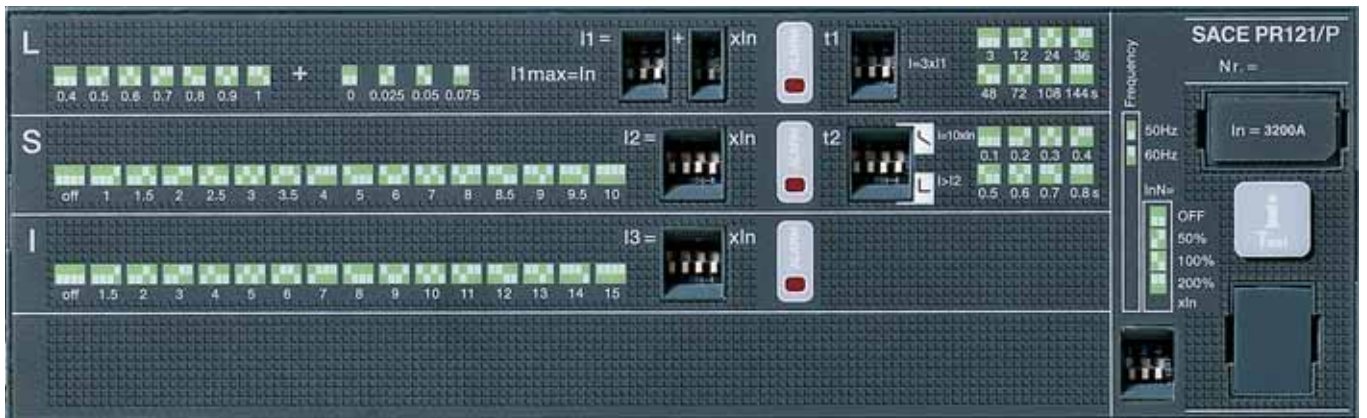 L
I1 = + xIn
I1max=In
0.4 0.5 0.6 0.7 0.8 0.9 1 + 0 0.025 0.05 0.075
ALARM
t1
I=3xI1
3 12 24 36
48 72 108 144 s
S
I2= xIn
off 1 1.5 2 2.5 3 3.5 4 5 6 7 8 8.5 9 9.5 10
ALARM
t2
I=10xIn
I>I2
0.1 0.2 0.3 0.4
0.5 0.6 0.7 0.8 s
I
I3= xIn
off 1.5 2 3 4 5 6 7 8 9 10 11 12 13 14 15
ALARM
Frequency
50Hz
60Hz
InN=
OFF
50%
100%
200%
xIn
SACE PR121/P
Nr. =
In = 3200A
Test